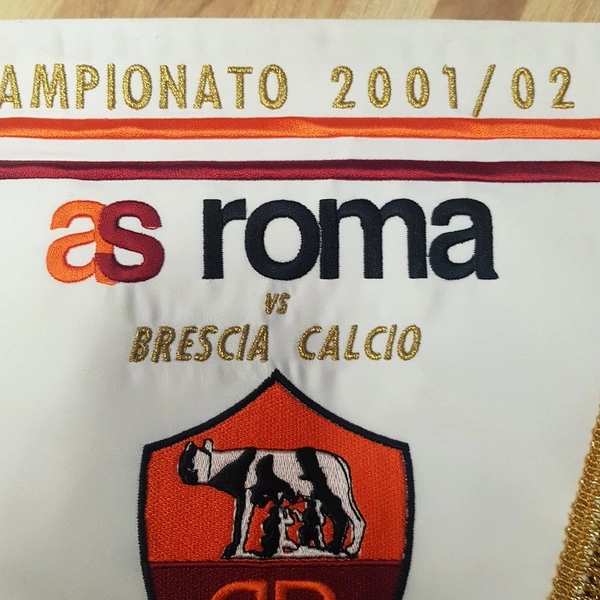 AMPIONATO 2001/02
as roma
VS
BRESCIA CALCIO